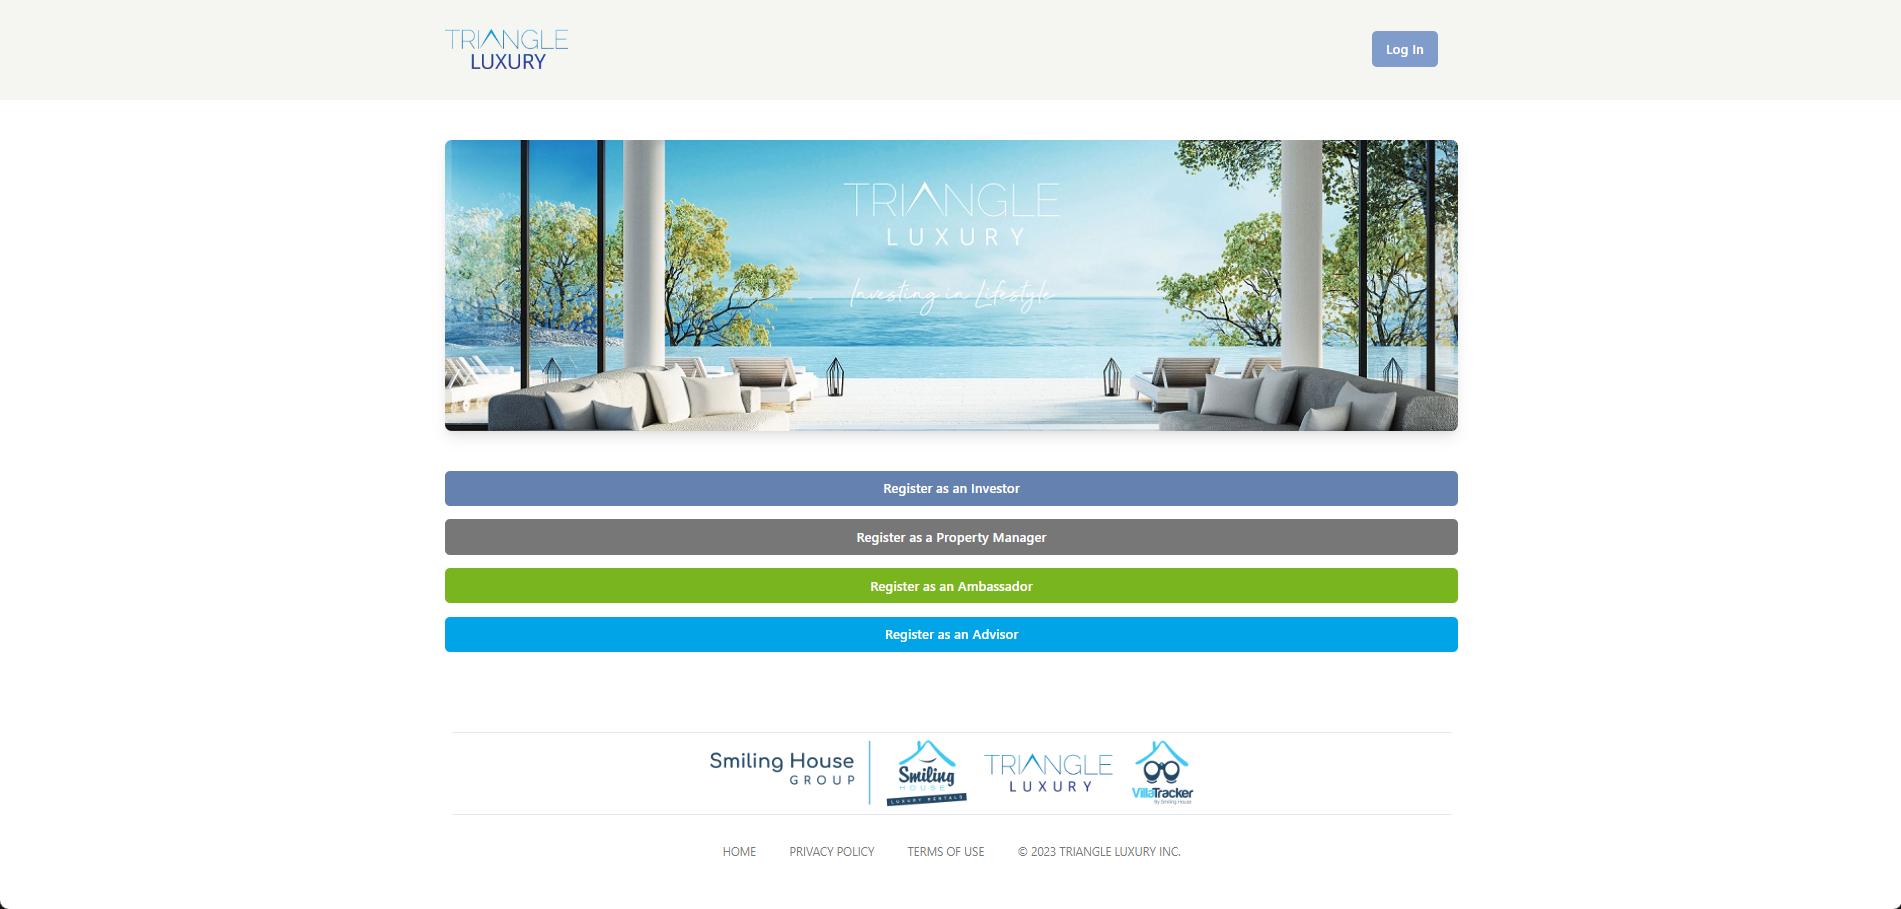 TRIANGLE
LUXURY
Log In
TRIANGLE
LUXURY
Investing in Lifestyle
Register as an Investor
Register as a Property Manager
Register as an Ambassador
Register as an Advisor
Smiling House
GROUP
Smiling
HOUSE
LUXURY RENTALS
TRIANGLE
LUXURY
VillaTracker
By Smiling House
HOME PRIVACY POLICY TERMS OF USE © 2023 TRIANGLE LUXURY INC.